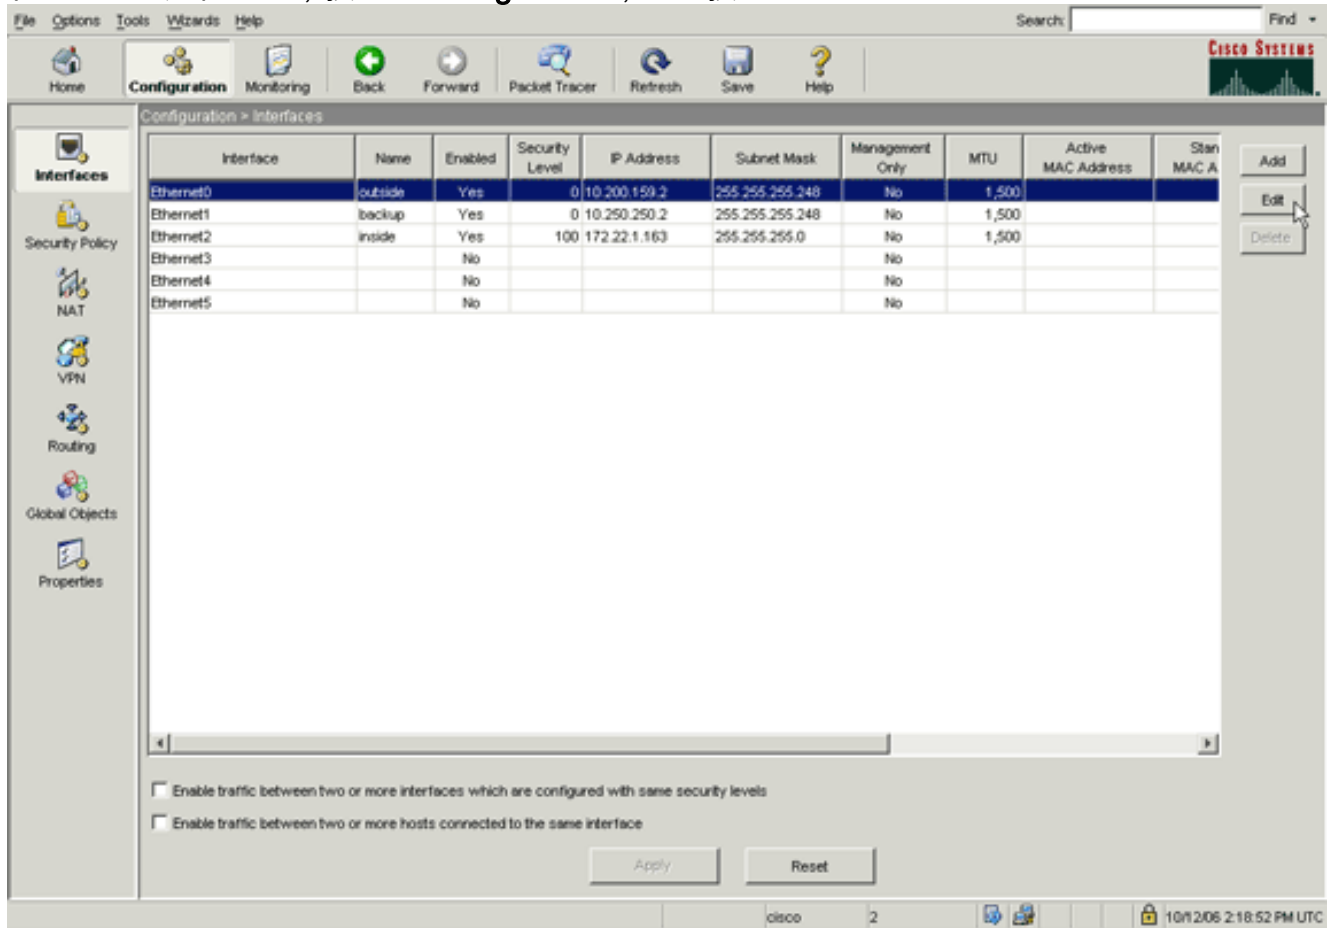 File Options Tools Wizards Help Search: Find
CISCO SYSTEMS
Home Configuration Monitoring Back Forward Packet Tracer Refresh Save Help
Configuration > Interfaces
Interfaces
Security Policy
NAT
VPN
Routing
Global Objects
Properties
Interface Name Enabled Security Level IP Address Subnet Mask Management Only MTU Active MAC Address Stan MAC A
Ethernet0 outside Yes 0 10.200.159.2 255.255.255.248 No 1,500
Ethernet1 backup Yes 0 10.250.250.2 255.255.255.248 No 1,500
Ethernet2 inside Yes 100 172.22.1.163 255.255.255.0 No 1,500
Ethernet3 No No
Ethernet4 No No
Ethernet5 No No
Add
Edit
Delete
Enable traffic between two or more interfaces which are configured with same security levels
Enable traffic between two or more hosts connected to the same interface
Apply Reset
cisco 2 10/12/06 2:18:52 PM UTC